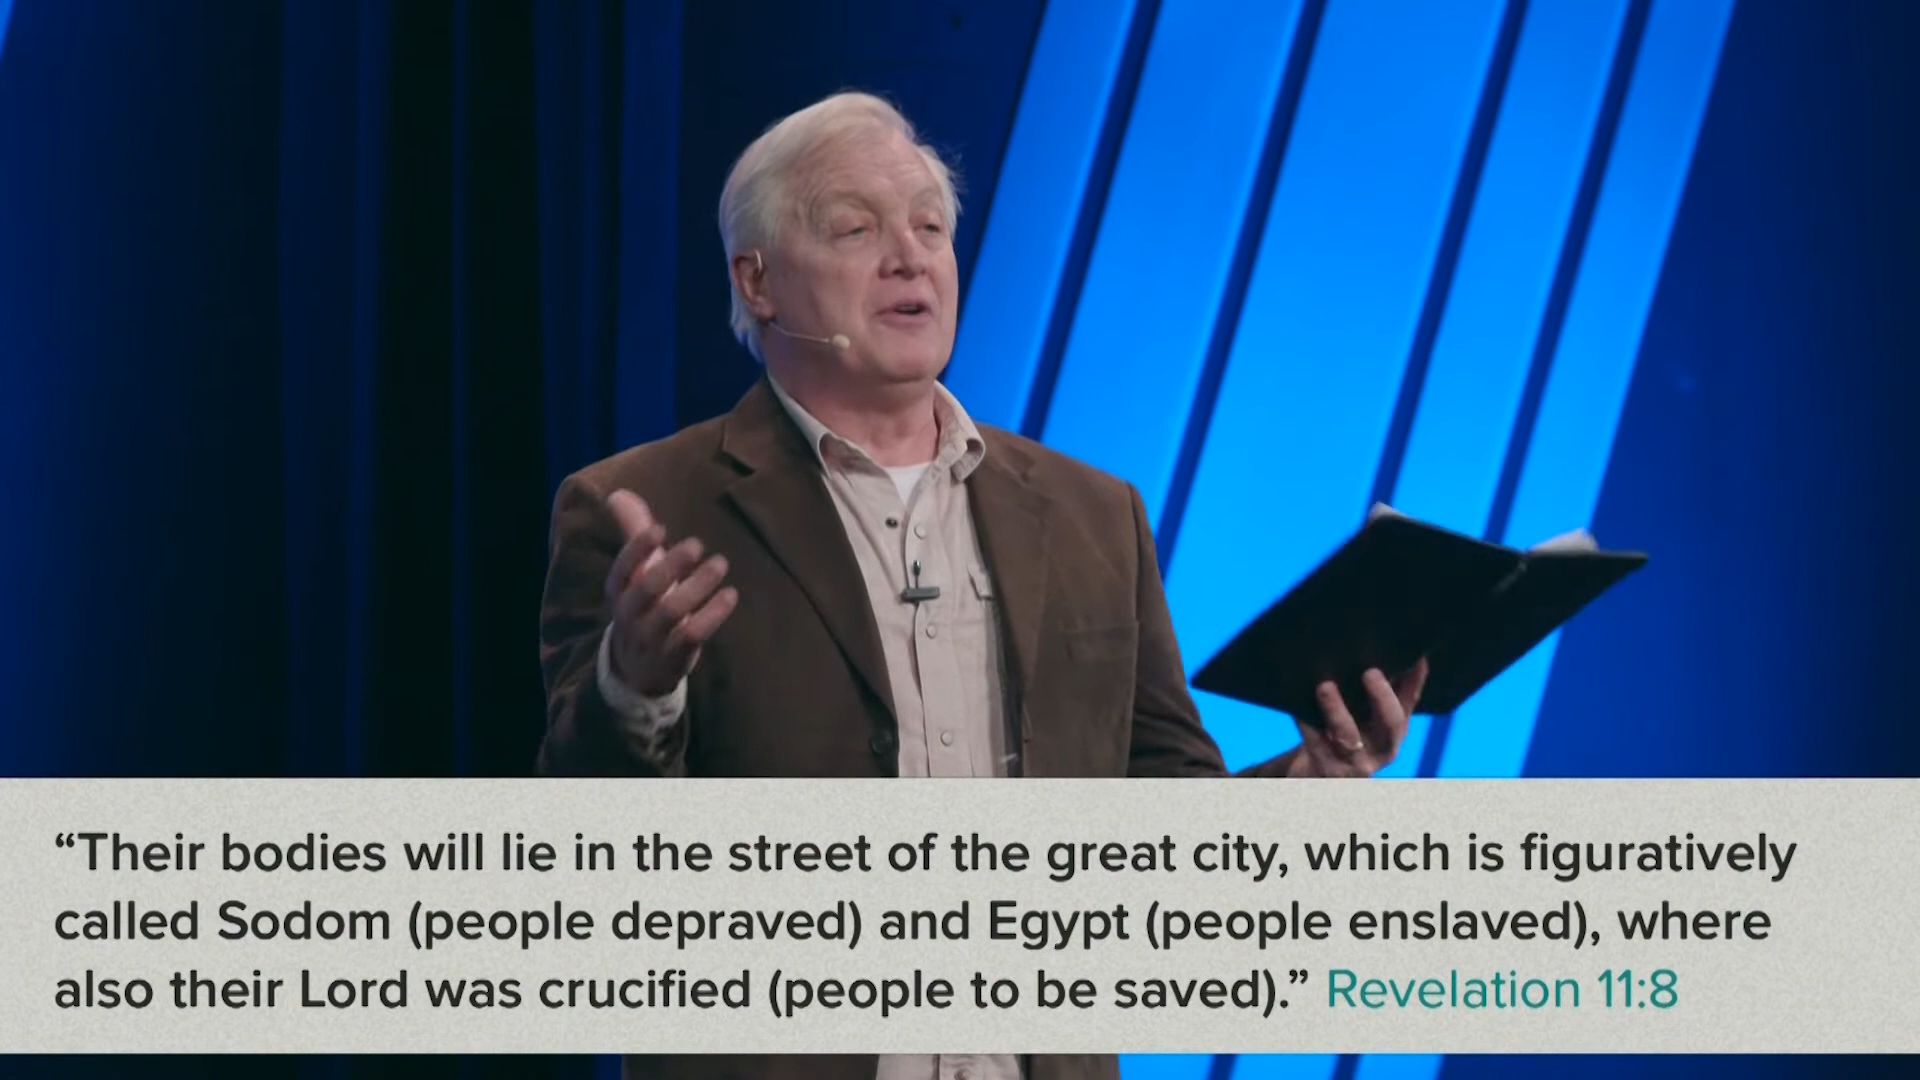 “Their bodies will lie in the street of the great city, which is figuratively
called Sodom (people depraved) and Egypt (people enslaved), where
also their Lord was crucified (people to be saved).” Revelation 11:8